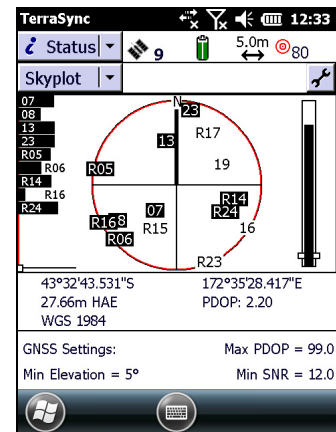 TerraSync 12:33
i Status 9 5.0m 80
Skyplot
07
08
13
23
R05
R06
R14
R16
R24
N
23
13
R17
R05
19
R14
R24
07
R168
R15
16
R06
R23
43°32'43.531"S 172°35'28.417"E
27.66m HAE PDOP: 2.20
WGS 1984
GNSS Settings: Max PDOP = 99.0
Min Elevation = 5° Min SNR = 12.0